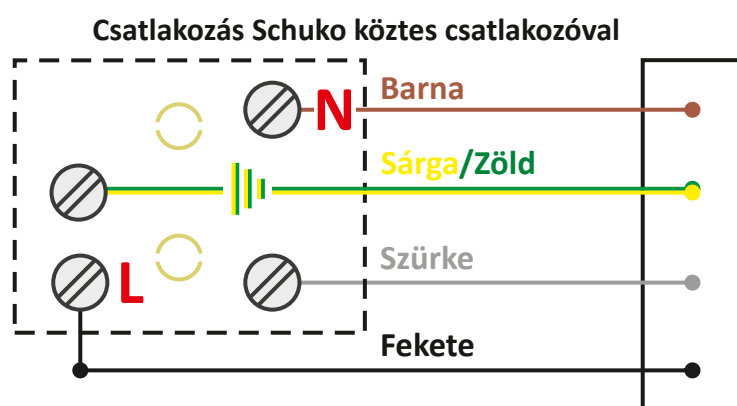 Csatlakozás Schuko köztes csatlakozóval
N
Barna
Sárga/Zöld
L
Szürke
Fekete